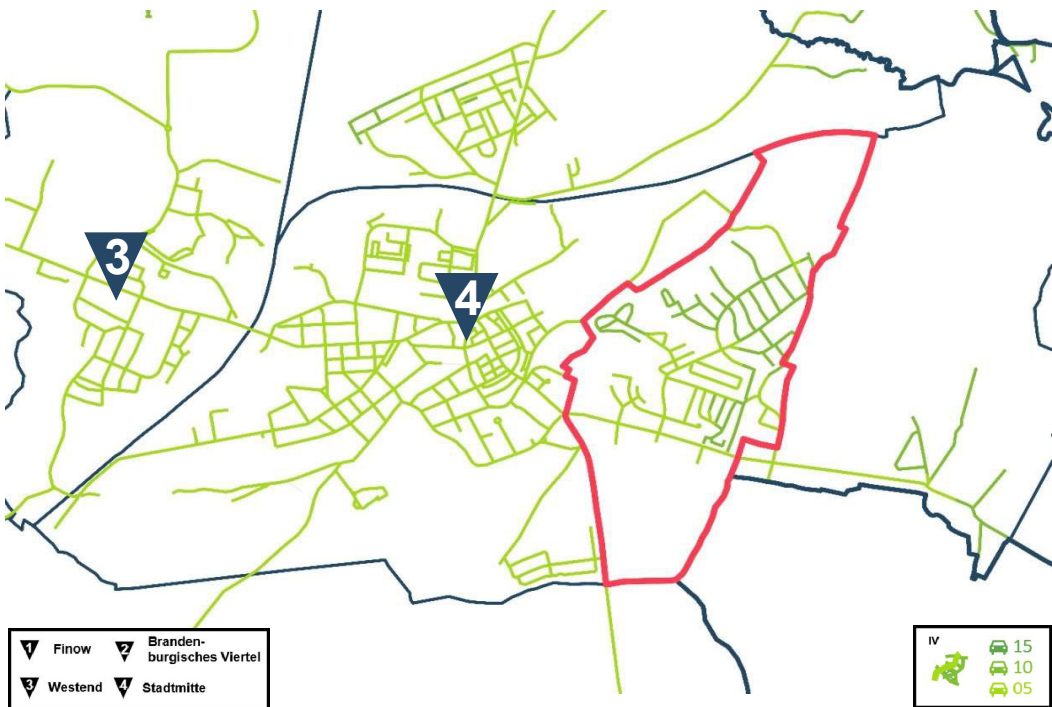 3
4
1 Finow
2 Branden-
burgisches Viertel
3 Westend
4 Stadtmitte
IV
15
10
05